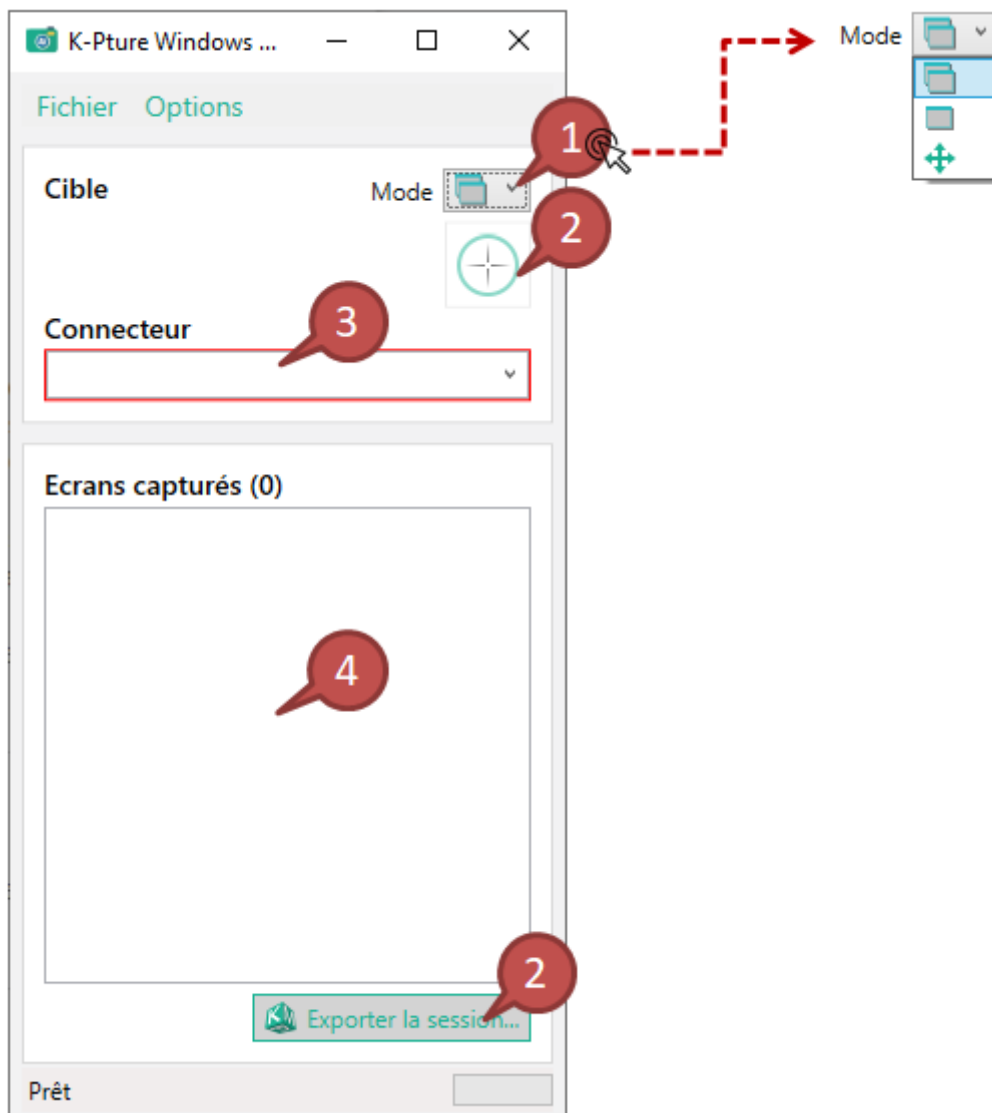 K-Pture Windows ...
Mode
Fichier Options
1
Cible
Mode
2
Connecteur
3
Ecrans capturés (0)
4
2
Exporter la session...
Prêt